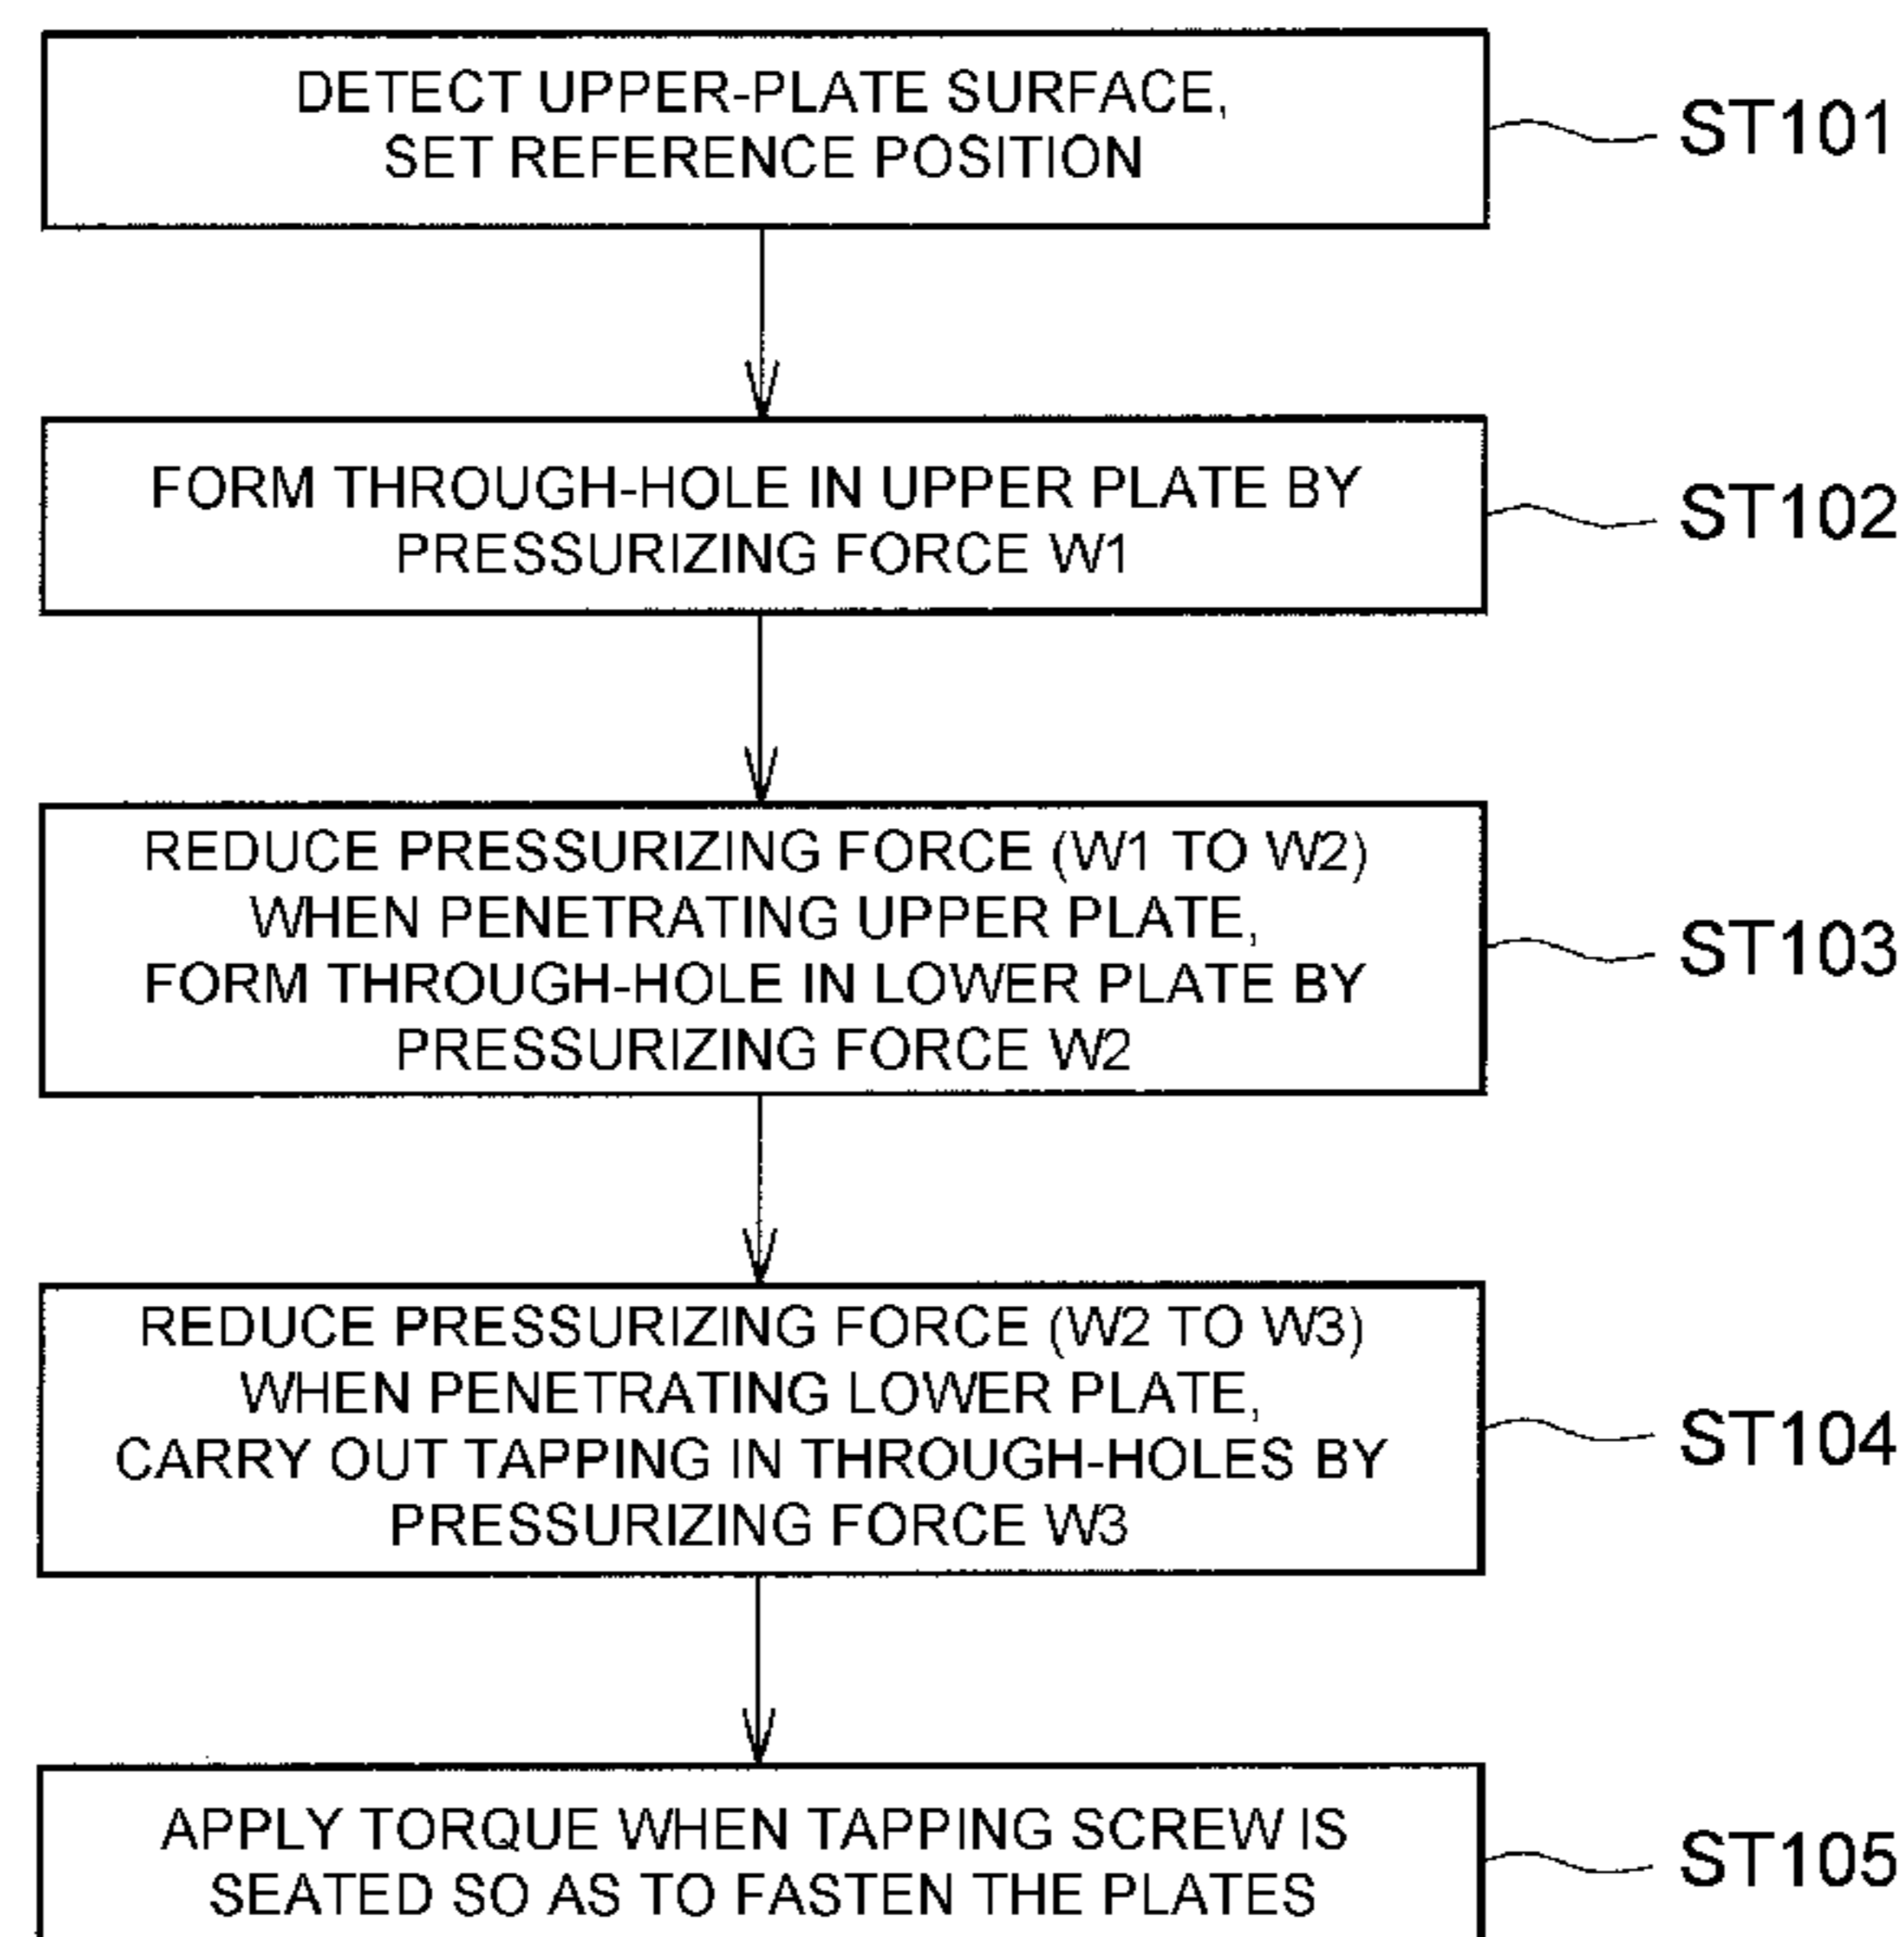 DETECT UPPER-PLATE SURFACE,
SET REFERENCE POSITION
ST101
FORM THROUGH-HOLE IN UPPER PLATE BY
PRESSURIZING FORCE W1
ST102
REDUCE PRESSURIZING FORCE (W1 TO W2)
WHEN PENETRATING UPPER PLATE,
FORM THROUGH-HOLE IN LOWER PLATE BY
PRESSURIZING FORCE W2
ST103
REDUCE PRESSURIZING FORCE (W2 TO W3)
WHEN PENETRATING LOWER PLATE,
CARRY OUT TAPPING IN THROUGH-HOLES BY
PRESSURIZING FORCE W3
ST104
APPLY TORQUE WHEN TAPPING SCREW IS
SEATED SO AS TO FASTEN THE PLATES
ST105